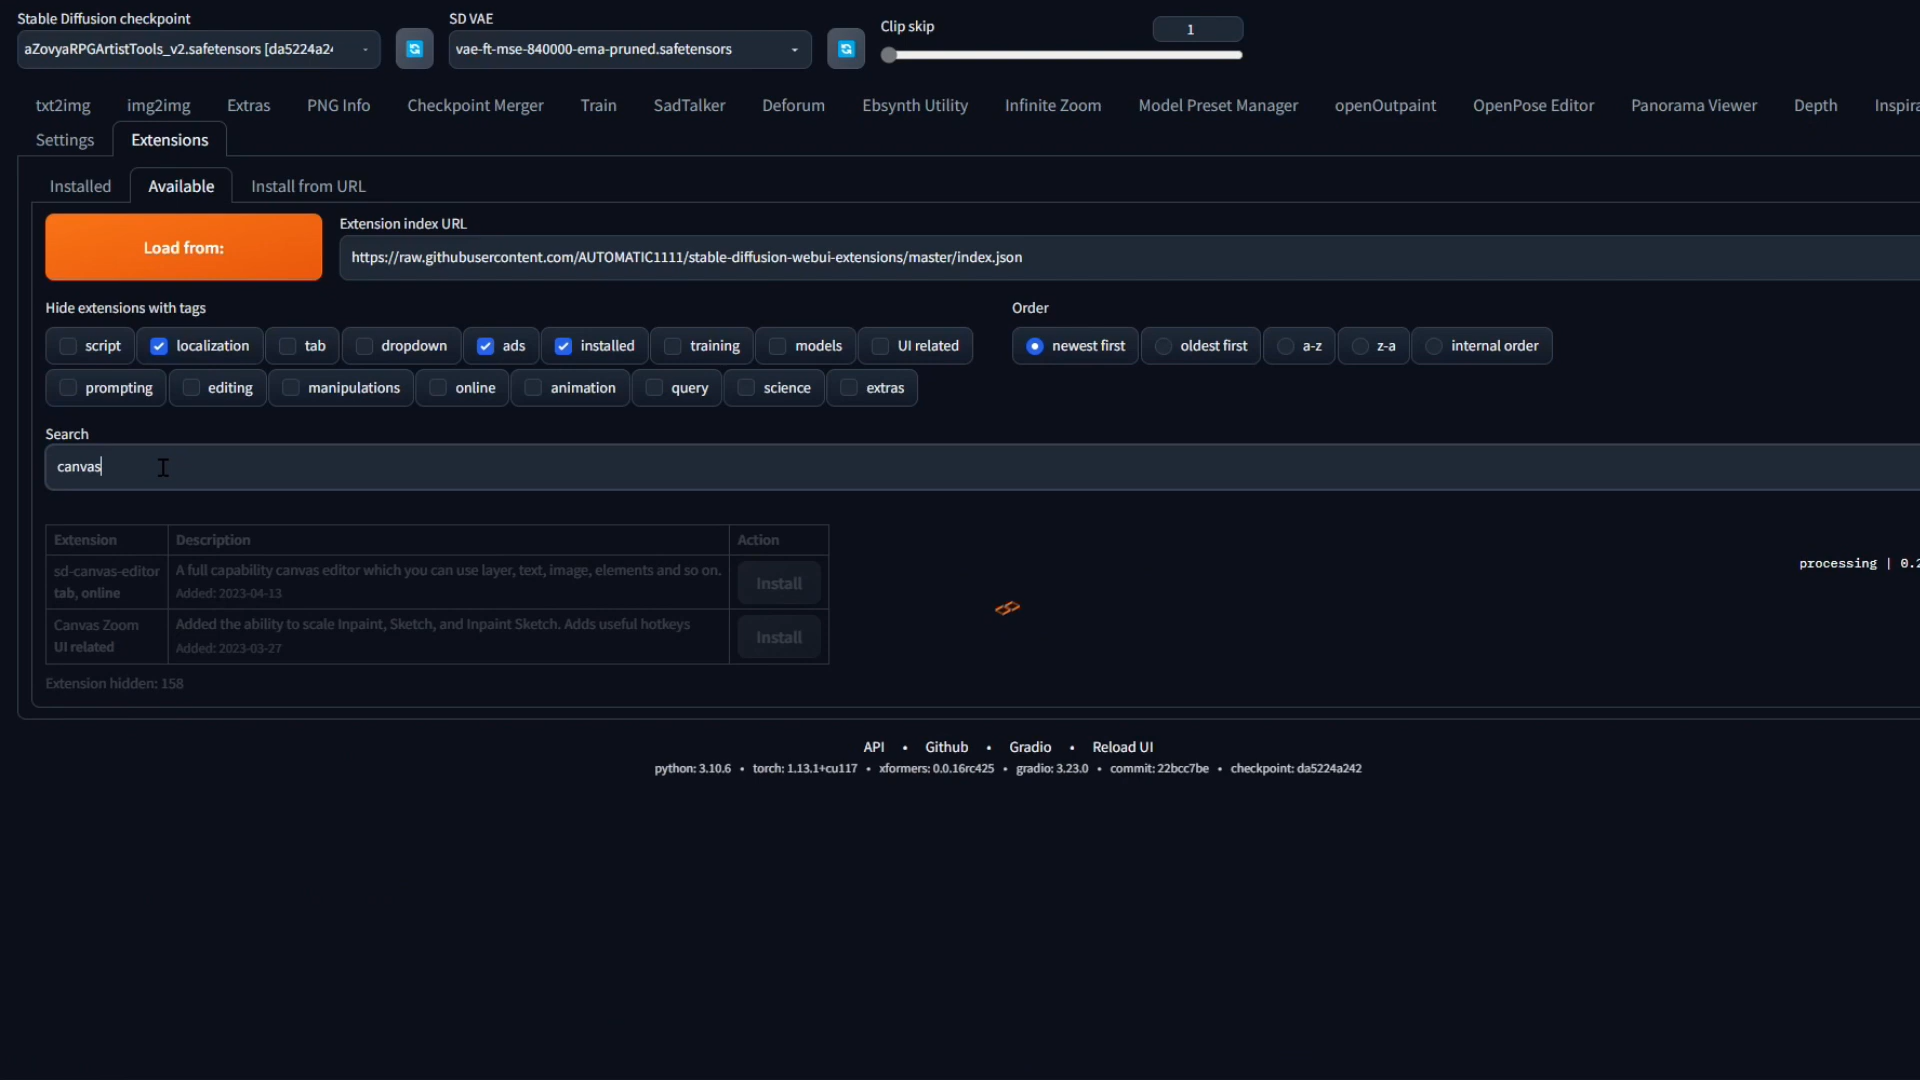 Stable Diffusion checkpoint
SD VAE
Clip skip
1
aZovyaRPGArtistTools_v2.safetensors [da5224a2
vae-ft-mse-840000-ema-pruned.safetensors
txt2img img2img Extras PNG Info Checkpoint Merger Train SadTalker Deforum Ebsynth Utility Infinite Zoom Model Preset Manager openOutpaint OpenPose Editor Panorama Viewer Depth Inspira
Settings Extensions
Installed Available Install from URL
Load from:
Extension index URL
https://raw.githubusercontent.com/AUTOMATIC1111/stable-diffusion-webui-extensions/master/index.json
Hide extensions with tags
Order
script localization tab dropdown ads installed training models UI related
newest first oldest first a-z z-a internal order
prompting editing manipulations online animation query science extras
Search
canvas
Extension Description Action
sd-canvas-editor
tab, online
A full capability canvas editor which you can use layer, text, image, elements and so on.
Added: 2023-04-13
Install
Canvas Zoom
UI related
Added the ability to scale Inpaint, Sketch, and Inpaint Sketch. Adds useful hotkeys
Added: 2023-03-27
Install
processing | 0.2
Extension hidden: 158
API • Github • Gradio • Reload UI
python: 3.10.6 • torch: 1.13.1+cu117 • xformers: 0.0.16rc425 • gradio: 3.23.0 • commit: 22bcc7be • checkpoint: da5224a242